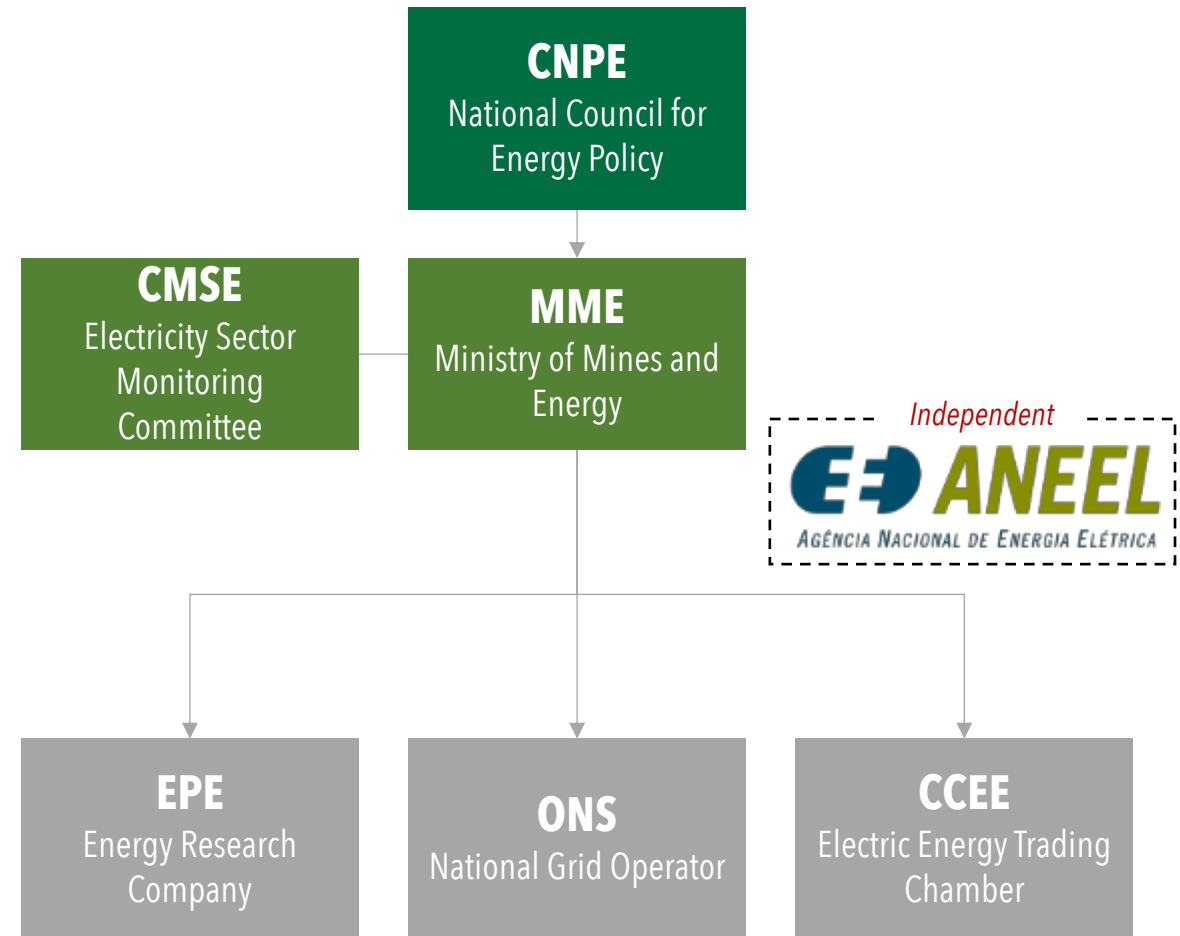 CNPE
National Council for
Energy Policy
CMSE
Electricity Sector
Monitoring
Committee
MME
Ministry of Mines and
Energy
Independent
ANEEL
AGÊNCIA NACIONAL DE ENERGIA ELÉTRICA
EPE
Energy Research
Company
ONS
National Grid Operator
CCEE
Electric Energy Trading
Chamber